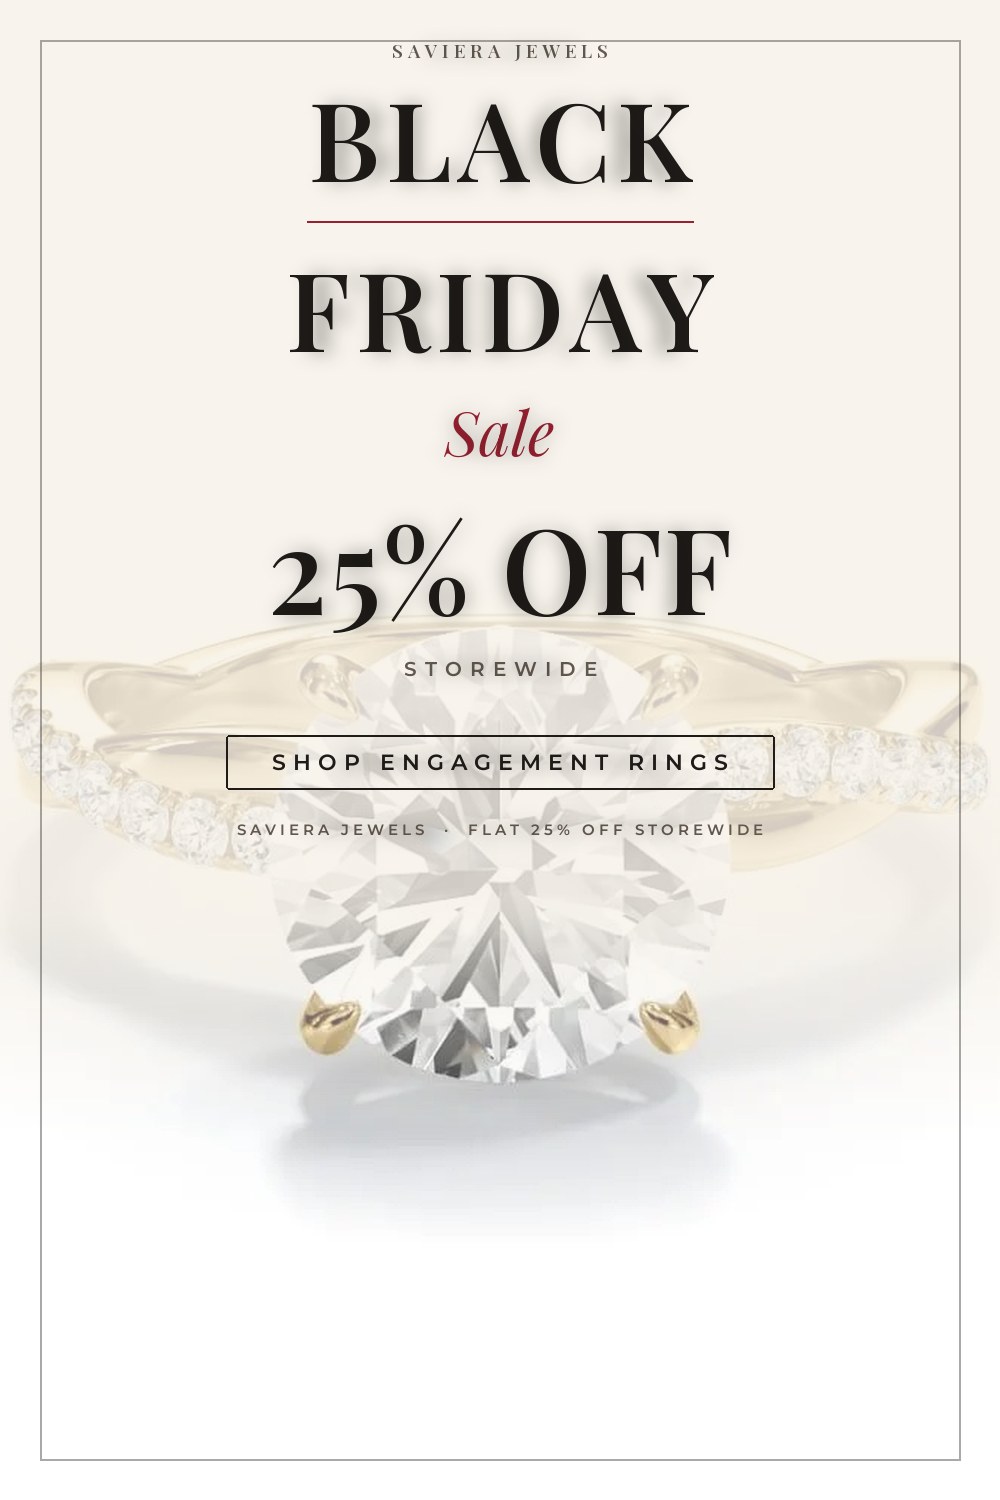 SAVIERA JEWELS
BLACK
FRIDAY
Sale
25% OFF
STOREWIDE
SHOP ENGAGEMENT RINGS
SAVIERA JEWELS · FLAT 25% OFF STOREWIDE